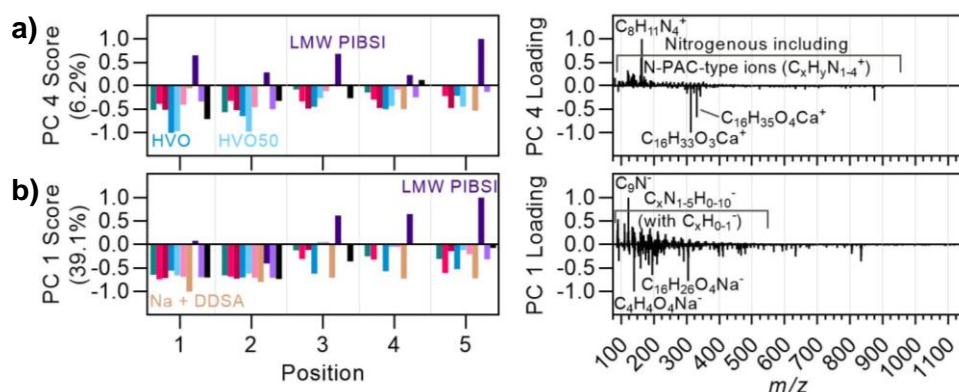 a)
PC 4 Score
(6.2%)
1.0
0.5
0.0
-0.5
-1.0
LMW PIBSI
HVO
HVO50
PC 4 Loading
1.0
0.5
0.0
-0.5
-1.0
C₈H₁₁N₄⁺
Nitrogenous including
N-PAC-type ions (CₓHᵧN₁₋₄⁺)
C₁₆H₃₅O₄Ca⁺
C₁₆H₃₃O₃Ca⁺
b)
PC 1 Score
(39.1%)
1.0
0.5
0.0
-0.5
-1.0
LMW PIBSI
Na + DDSA
1 2 3 4 5
Position
PC 1 Loading
1.0
0.5
0.0
-0.5
-1.0
C₉N⁻
CₓN₁₋₅H₀₋₁₀⁻
(with CₓH₀₋₁⁻)
C₁₆H₂₆O₄Na⁻
C₄H₄O₄Na⁻
100 200 300 400 500 600 700 800 900 1000 1100
m/z